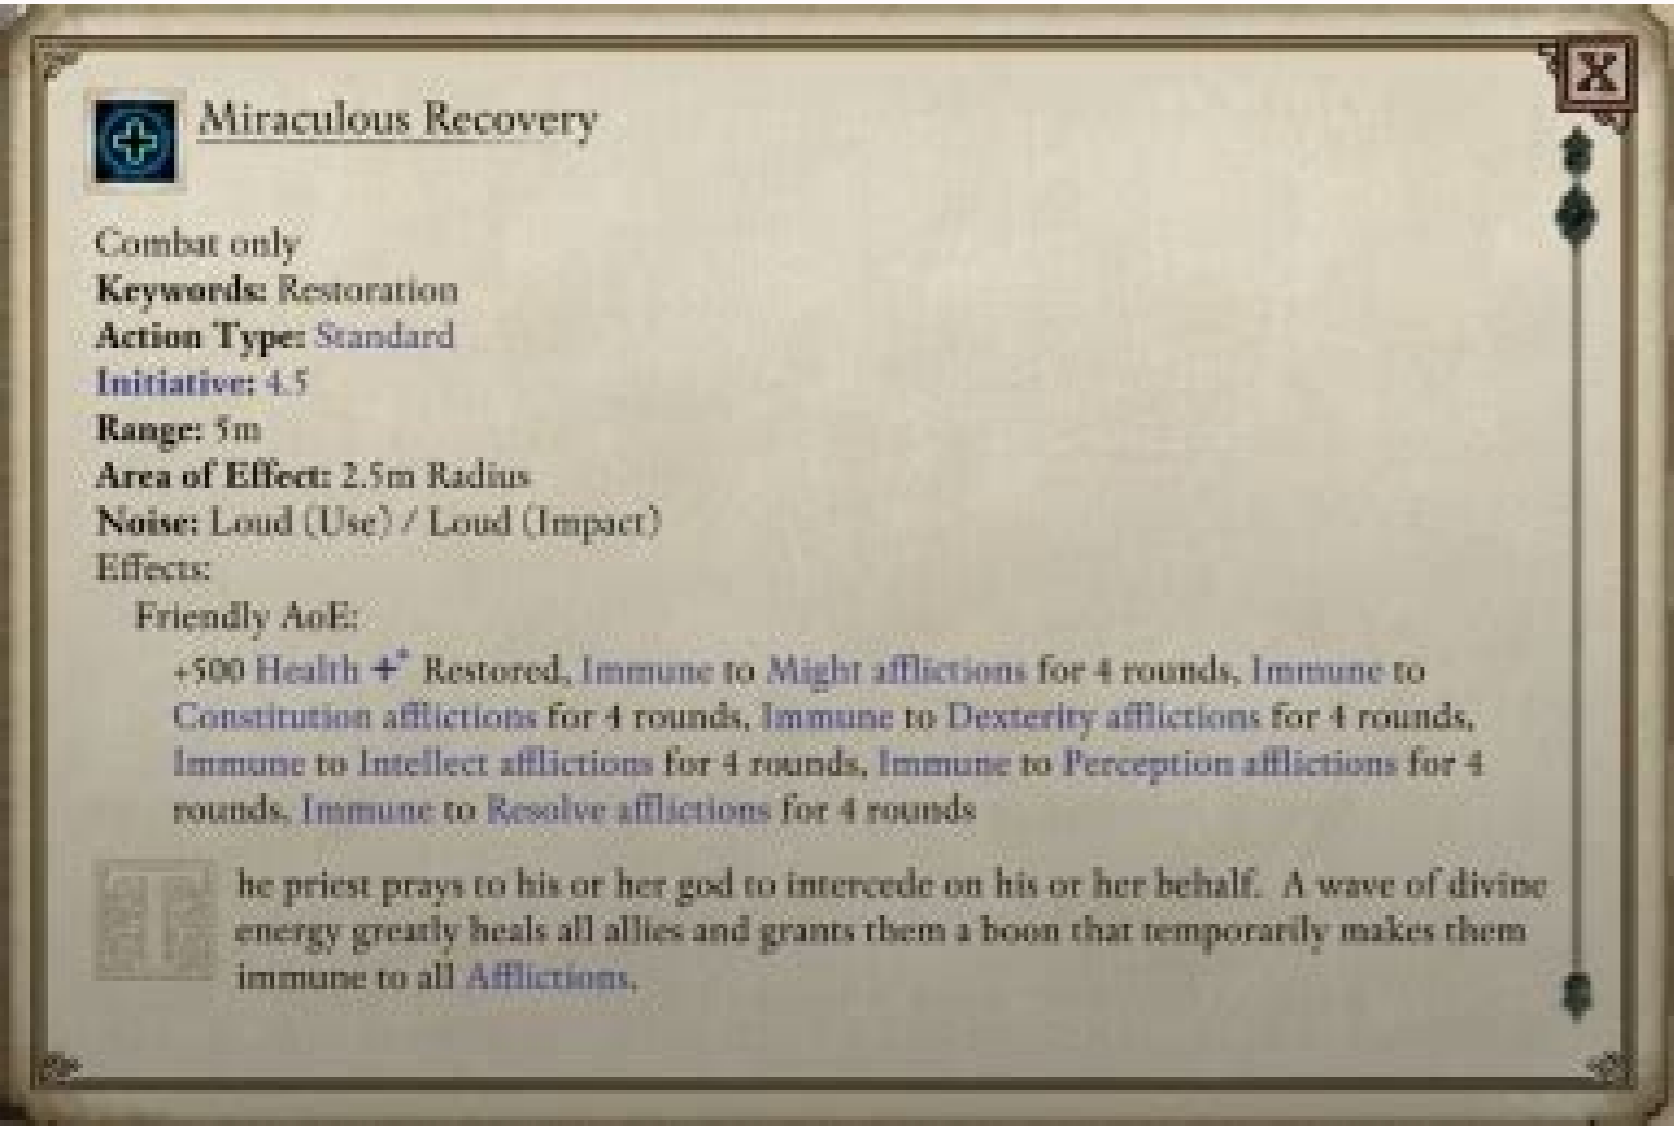 X
Miraculous Recovery
Combat only
Keywords: Restoration
Action Type: Standard
Initiative: 4.5
Range: 5m
Area of Effect: 2.5m Radius
Noise: Loud (Use) / Loud (Impact)
Effects:
Friendly AoE:
+500 Health Restored, Immune to Might afflictions for 4 rounds, Immune to
Constitution afflictions for 4 rounds, Immune to Dexterity afflictions for 4 rounds,
Immune to Intellect afflictions for 4 rounds, Immune to Perception afflictions for 4
rounds, Immune to Resolve afflictions for 4 rounds
The priest prays to his or her god to intercede on his or her behalf. A wave of divine
energy greatly heals all allies and grants them a boon that temporarily makes them
immune to all Afflictions.